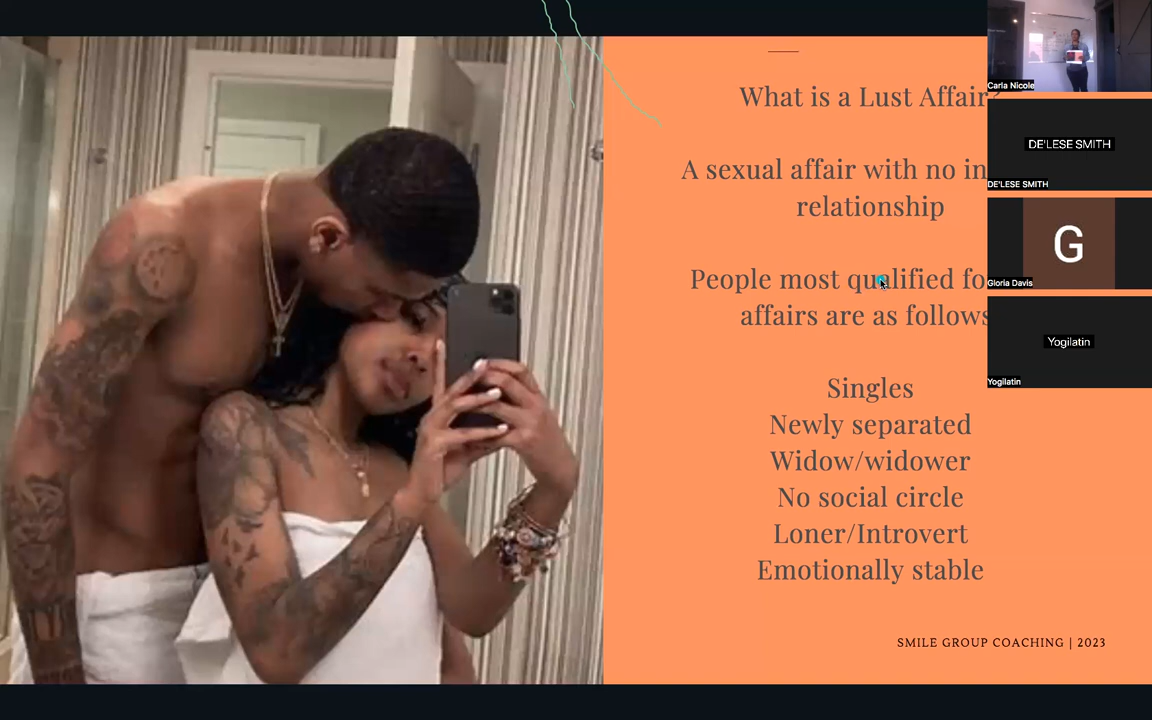 What is a Lust Affair?
A sexual affair with no
relationship
People most qualified
affairs are as follows
Singles
Newly separated
Widow/widower
No social circle
Loner/Introvert
Emotionally stable
SMILE GROUP COACHING | 2023
Carla Nicole
DE'LESE SMITH
DE'LESE SMITH
G
Gloria Davis
Yogilatin
Yogilatin